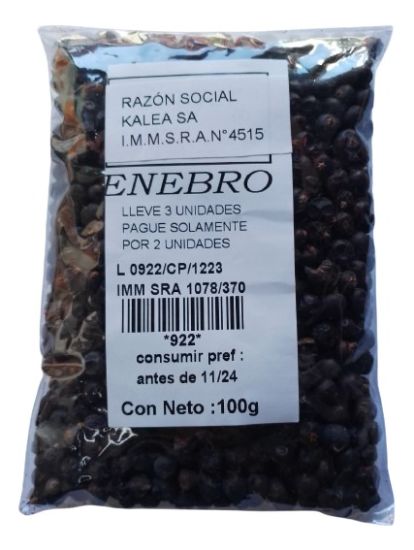 RAZÓN SOCIAL
KALEA SA
I.M.M.S.R.A.N°4515
ENEBRO
LLEVE 3 UNIDADES
PAGUE SOLAMENTE
POR 2 UNIDADES
L 0922/CP/1223
IMM SRA 1078/370
*922*
consumir pref :
antes de 11/24
Con Neto :100g